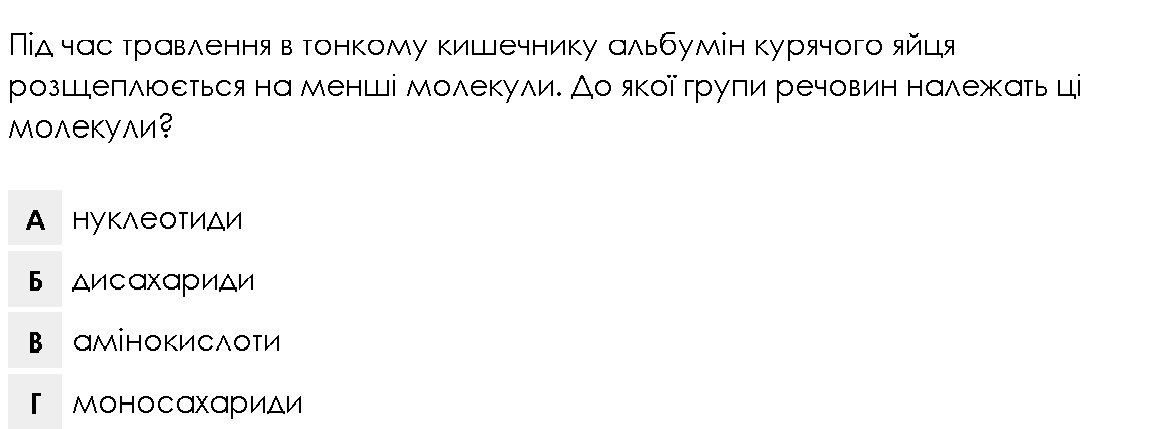 Під час травлення в тонкому кишечнику альбумін курячого яйця
розщеплюється на менші молекули. До якої групи речовин належать ці
молекули?
А нуклеотиди
Б дисахариди
В амінокислоти
Г моносахариди